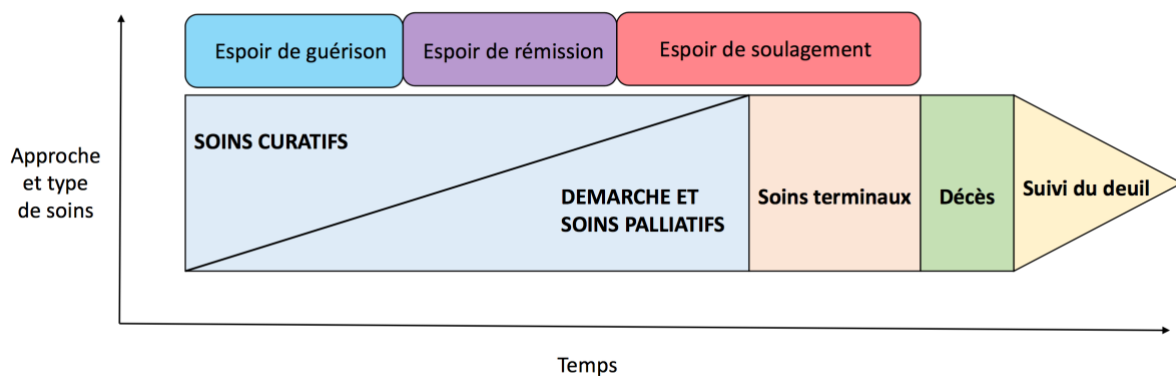 Espoir de guérison
Espoir de rémission
Espoir de soulagement
Approche
et type
de soins
SOINS CURATIFS
DEMARCHE ET
SOINS PALLIATIFS
Soins terminaux
Décès
Suivi du deuil
Temps